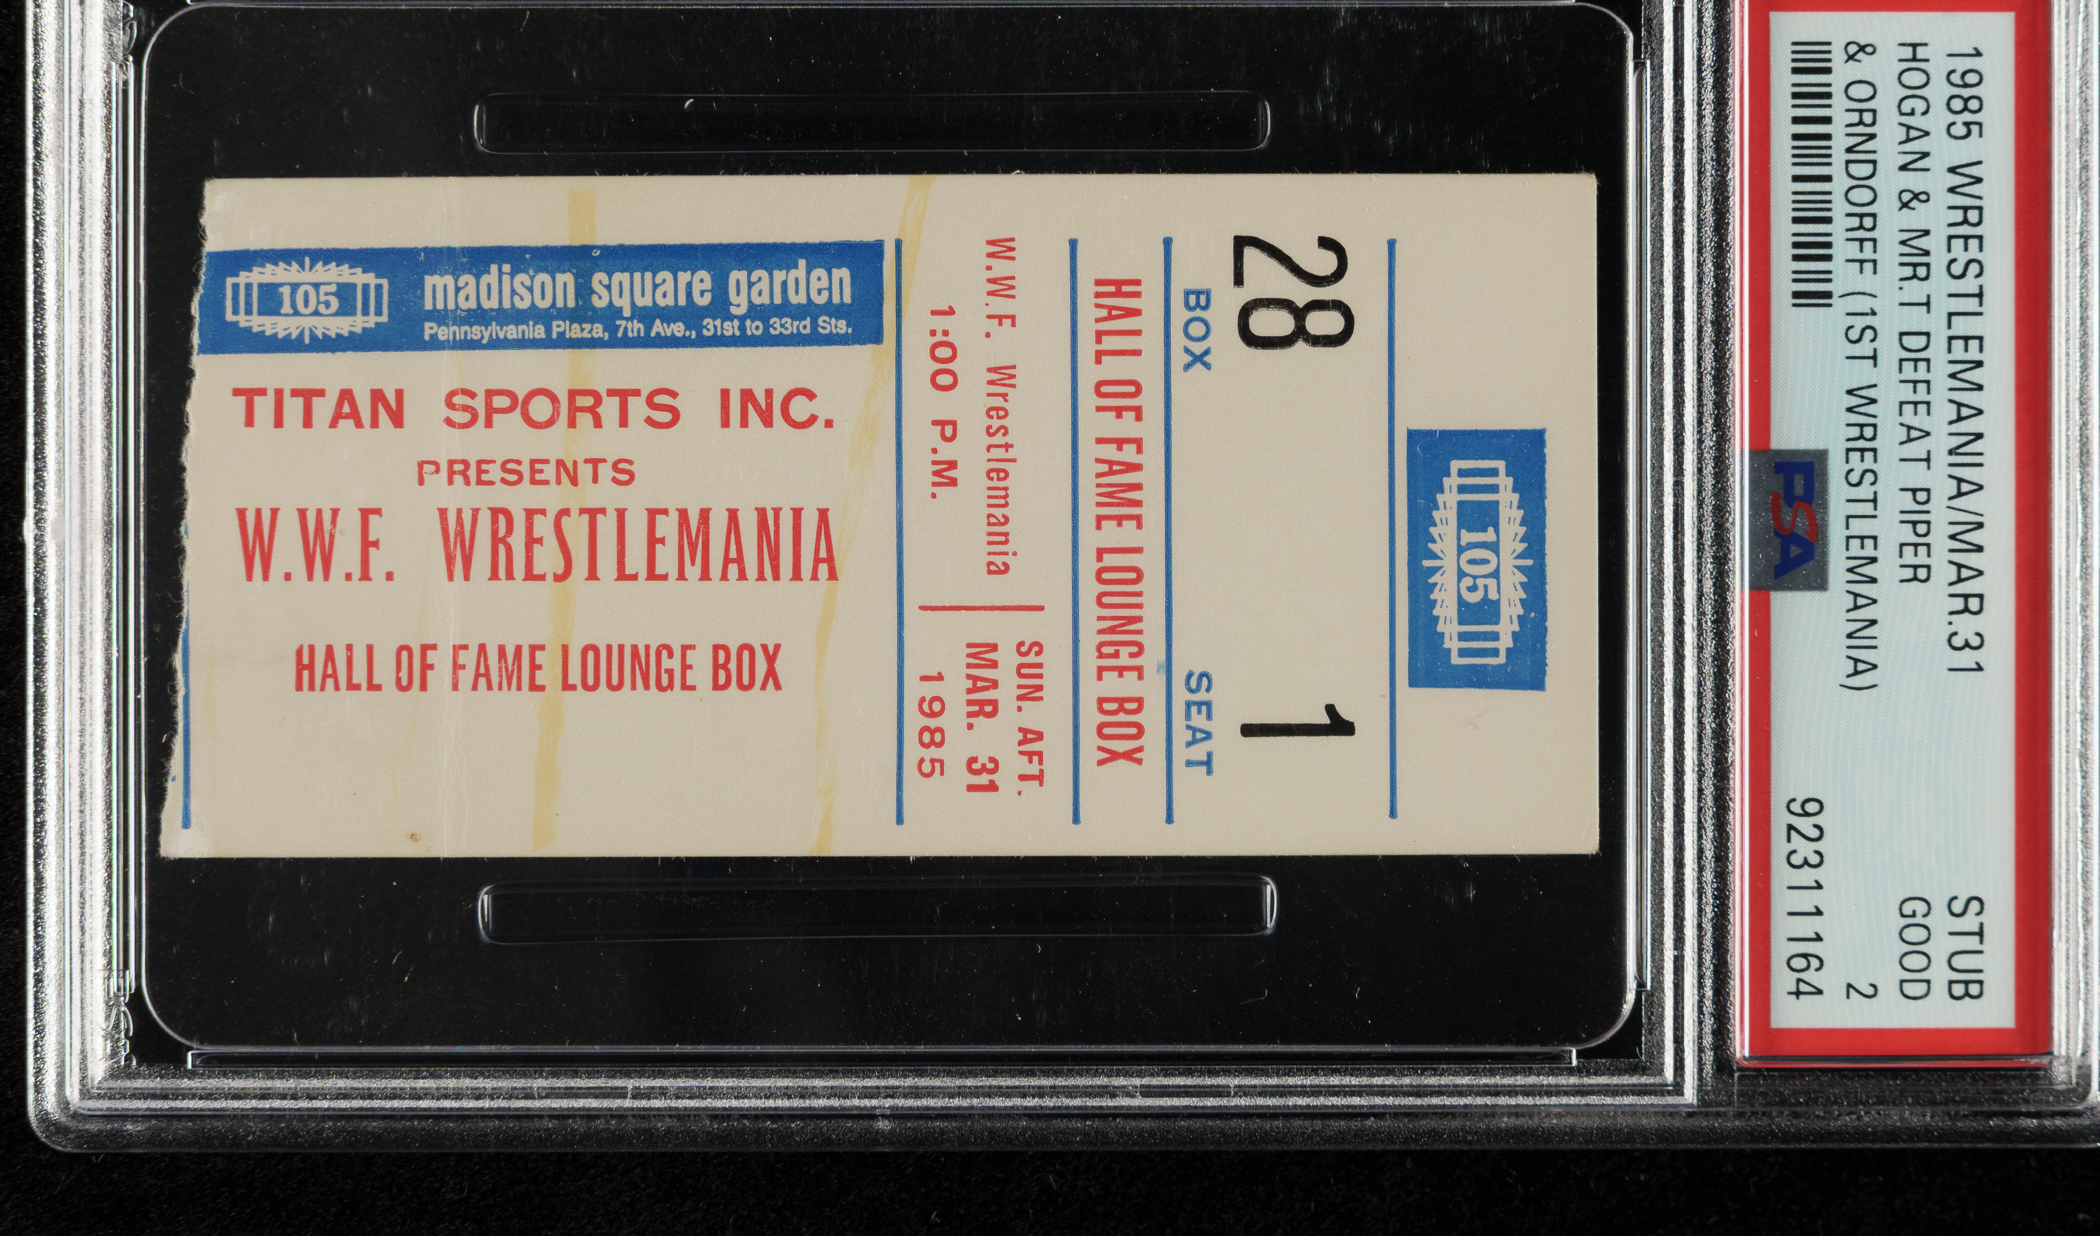 105
madison square garden
Pennsylvania Plaza, 7th Ave., 31st to 33rd Sts.
TITAN SPORTS INC.
PRESENTS
W.W.F. WRESTLEMANIA
HALL OF FAME LOUNGE BOX
105
28 1
BOX SEAT
HALL OF FAME LOUNGE BOX
SUN. AFT.
W.W.F. Wrestlemania MAR. 31
1:00 P.M. 1985
1985 WRESTLEMANIA/MAR.31 STUB
HOGAN & MR.T DEFEAT PIPER GOOD
& ORNDORFF (1ST WRESTLEMANIA) 2
92311164
PSA